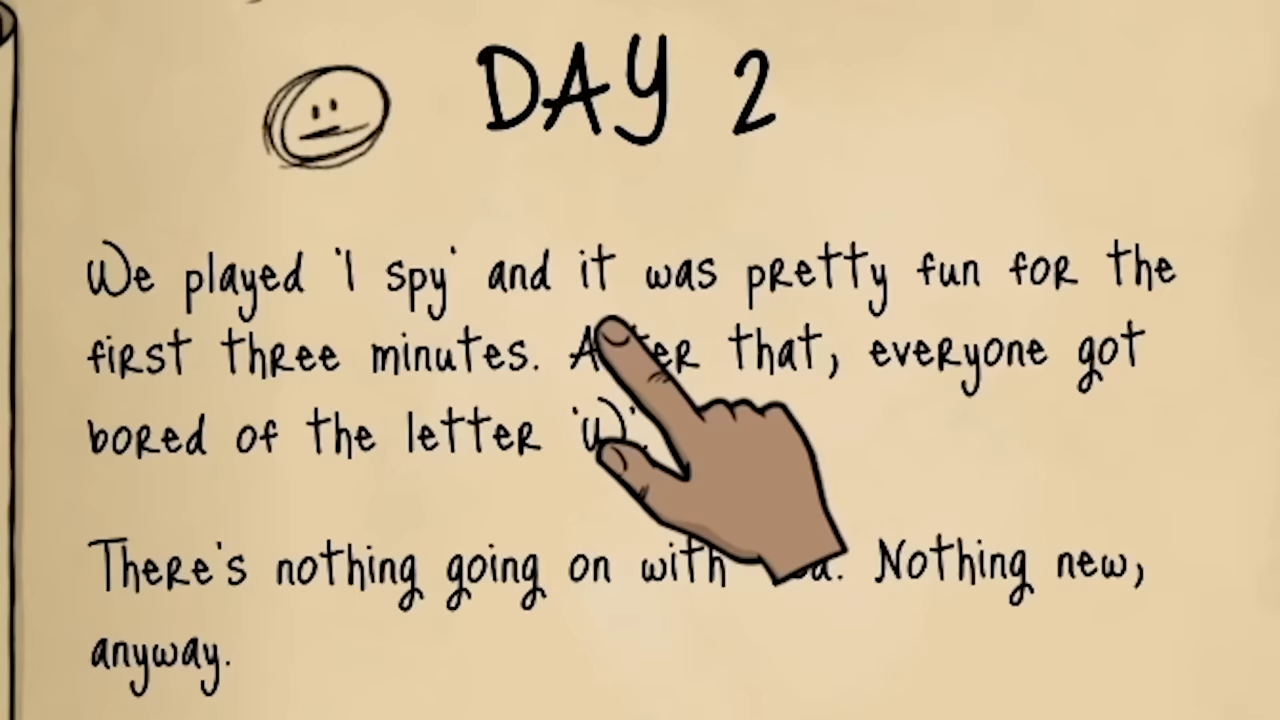 DAY 2
We played 'I spy' and it was pretty fun for the
first three minutes. After that, everyone got
bored of the letter 'W'.
There's nothing going on with . Nothing new,
anyway.